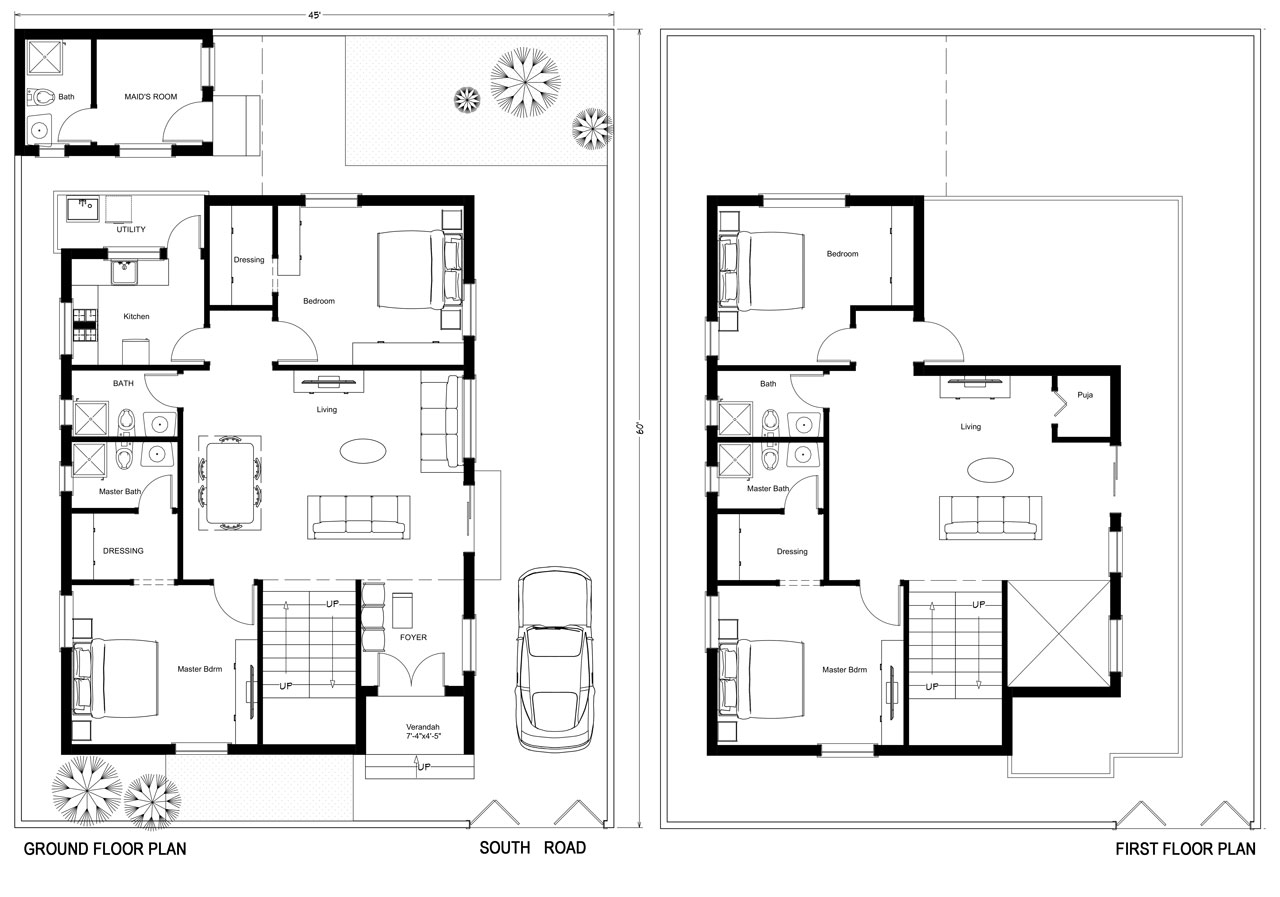 45'
Bath
MAID'S ROOM
UTILITY
Dressing
Bedroom
Kitchen
BATH
Living
Master Bath
DRESSING
UP
FOYER
Master Bdrm
UP
Verandah
7'-4"x4'-5"
UP
60'
GROUND FLOOR PLAN
SOUTH ROAD
Bedroom
Bath
Puja
Living
Master Bath
Dressing
UP
Master Bdrm
UP
FIRST FLOOR PLAN